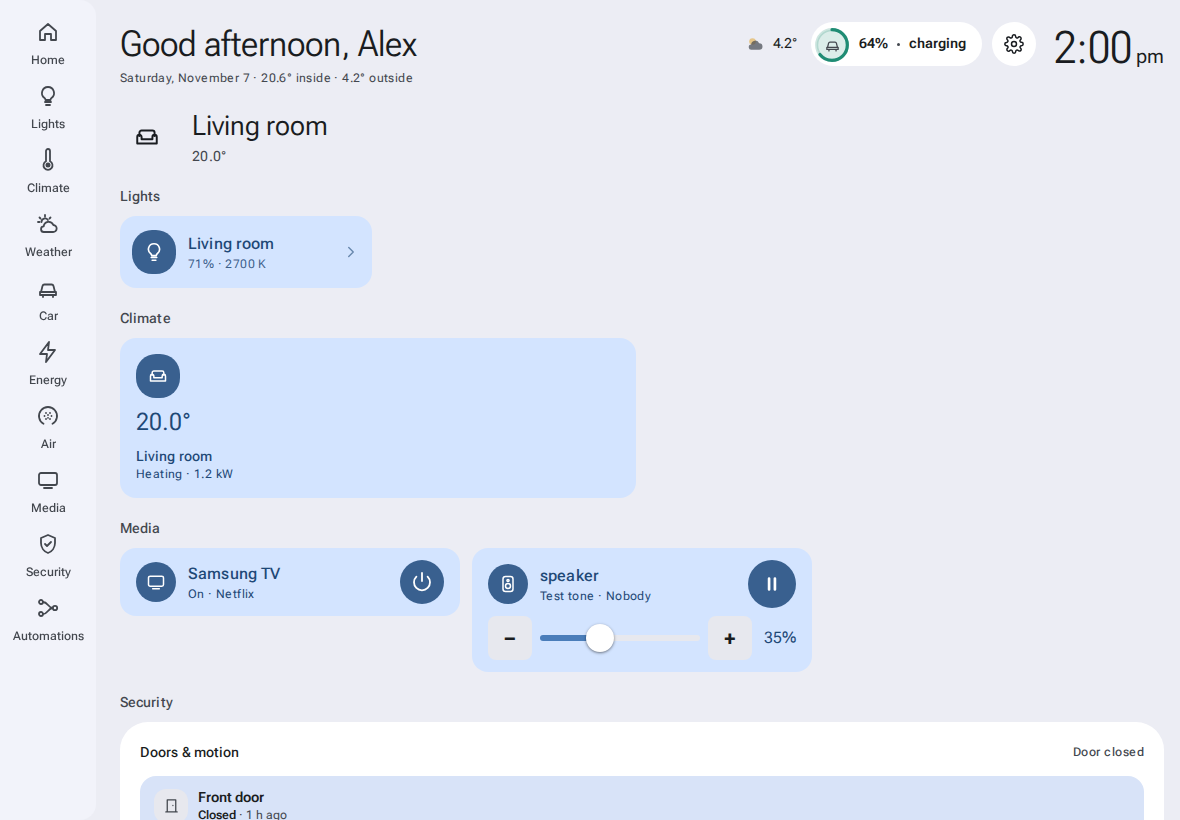 Home
Lights
Climate
Weather
Car
Energy
Air
Media
Security
Automations
Good afternoon, Alex
Saturday, November 7 · 20.6° inside · 4.2° outside
4.2°
64% · charging
2:00 pm
Living room
20.0°
Lights
Living room
71% · 2700 K
Climate
20.0°
Living room
Heating · 1.2 kW
Media
Samsung TV
On · Netflix
speaker
Test tone · Nobody
− + 35%
Security
Doors & motion
Door closed
Front door
Closed · 1 h ago